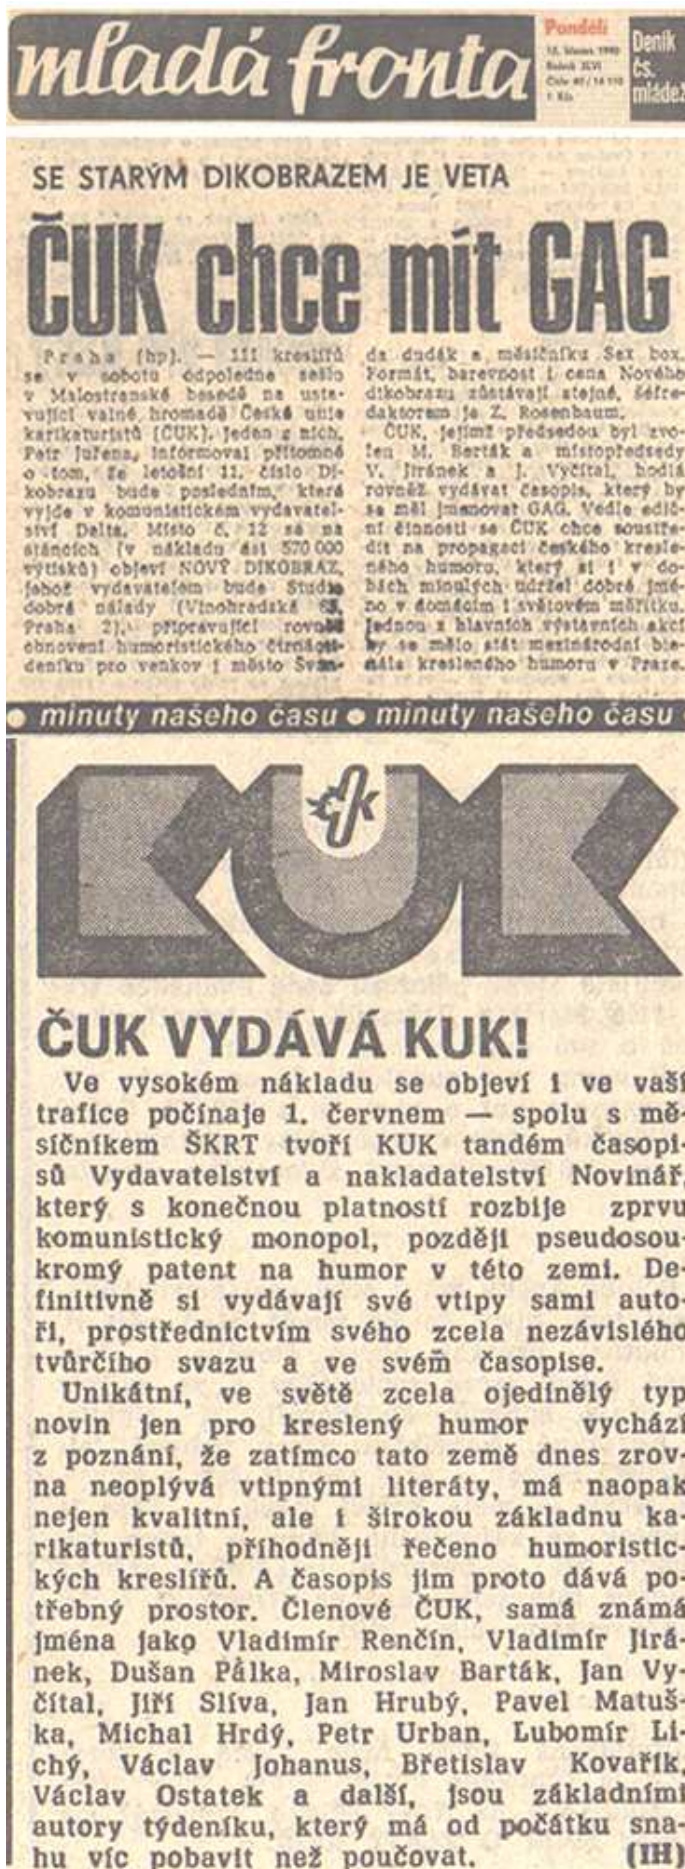 mladá fronta
Pondělí
12. březen 1990
Ročník XLVI
1 Kčs
Deník
čs.
mládež
SE STARÝM DIKOBRAZEM JE VETA
ČUK chce mít GAG
Praha (hp). — 111 kreslířů
se v sobotu odpoledne sešlo
v Malostranské besedě na usta-
vující valné hromadě České unie
karikaturistů (ČUK). Jeden z nich,
Petr Juřena, informoval přítomné
o tom, že letošní 11. číslo Di-
kobrazu bude posledním, které
vyjde v komunistickém vydavatel-
ství Delta. Místo č. 12 se na
stáncích (v nákladu asi 570 000
výtisků) objeví NOVÝ DIKOBRAZ,
jehož vydavatelem bude Studio
dobré nálady (Vinohradská
Praha 2), připravující rovněž
obnovení humoristického čtrnácti-
deníku pro venkov i město Švan-
da dudák a měsíčníku Sex box.
Formát, barevnost i cena Nového
dikobrazu zůstávají stejné, šéfre-
daktorem je Z. Rosenbaum.
ČUK, jejímž předsedou byl zvo-
len M. Barták a místopředsedy
V. Jiránek a J. Vyčítal, hodlá
rovněž vydávat časopis, který by
se měl jmenovat GAG. Vedle edič-
ní činnosti se ČUK chce soustře-
dit na propagaci českého kresle-
ného humoru, který si i v do-
bách minulých udržel dobré jmé-
no v domácím i světovém měřítku.
Jednou z hlavních výstavních akcí
by se mělo stát mezinárodní bie-
nále kresleného humoru v Praze.
● minuty našeho času ● minuty našeho času
KUK
ČUK VYDÁVÁ KUK!
Ve vysokém nákladu se objeví i ve vaší
trafice počínaje 1. červnem — spolu s mě-
síčníkem ŠKRT tvoří KUK tandém časopi-
sů Vydavatelství a nakladatelství Novinář,
který s konečnou platností rozbije zprvu
komunistický monopol, později pseudosou-
kromý patent na humor v této zemi. De-
finitivně si vydávají své vtipy sami auto-
ři, prostřednictvím svého zcela nezávislého
tvůrčího svazu a ve svém časopise.
Unikátní, ve světě zcela ojedinělý typ
novin jen pro kreslený humor vychází
z poznání, že zatímco tato země dnes zrov-
na neoplývá vtipnými literáty, má naopak
nejen kvalitní, ale i širokou základnu ka-
rikaturistů, příhodněji řečeno humoristic-
kých kreslířů. A časopis jim proto dává po-
třebný prostor. Členové ČUK, samá známá
jména jako Vladimír Renčín, Vladimír Jirá-
nek, Dušan Pálka, Miroslav Barták, Jan Vy-
čítal, Jiří Slíva, Jan Hrubý, Pavel Matuš-
ka, Michal Hrdý, Petr Urban, Lubomír Li-
chý, Václav Johanus, Břetislav Kovařík,
Václav Ostatek a další, jsou základními
autory týdeníku, který má od počátku sna-
hu víc pobavit než poučovat. (IH)